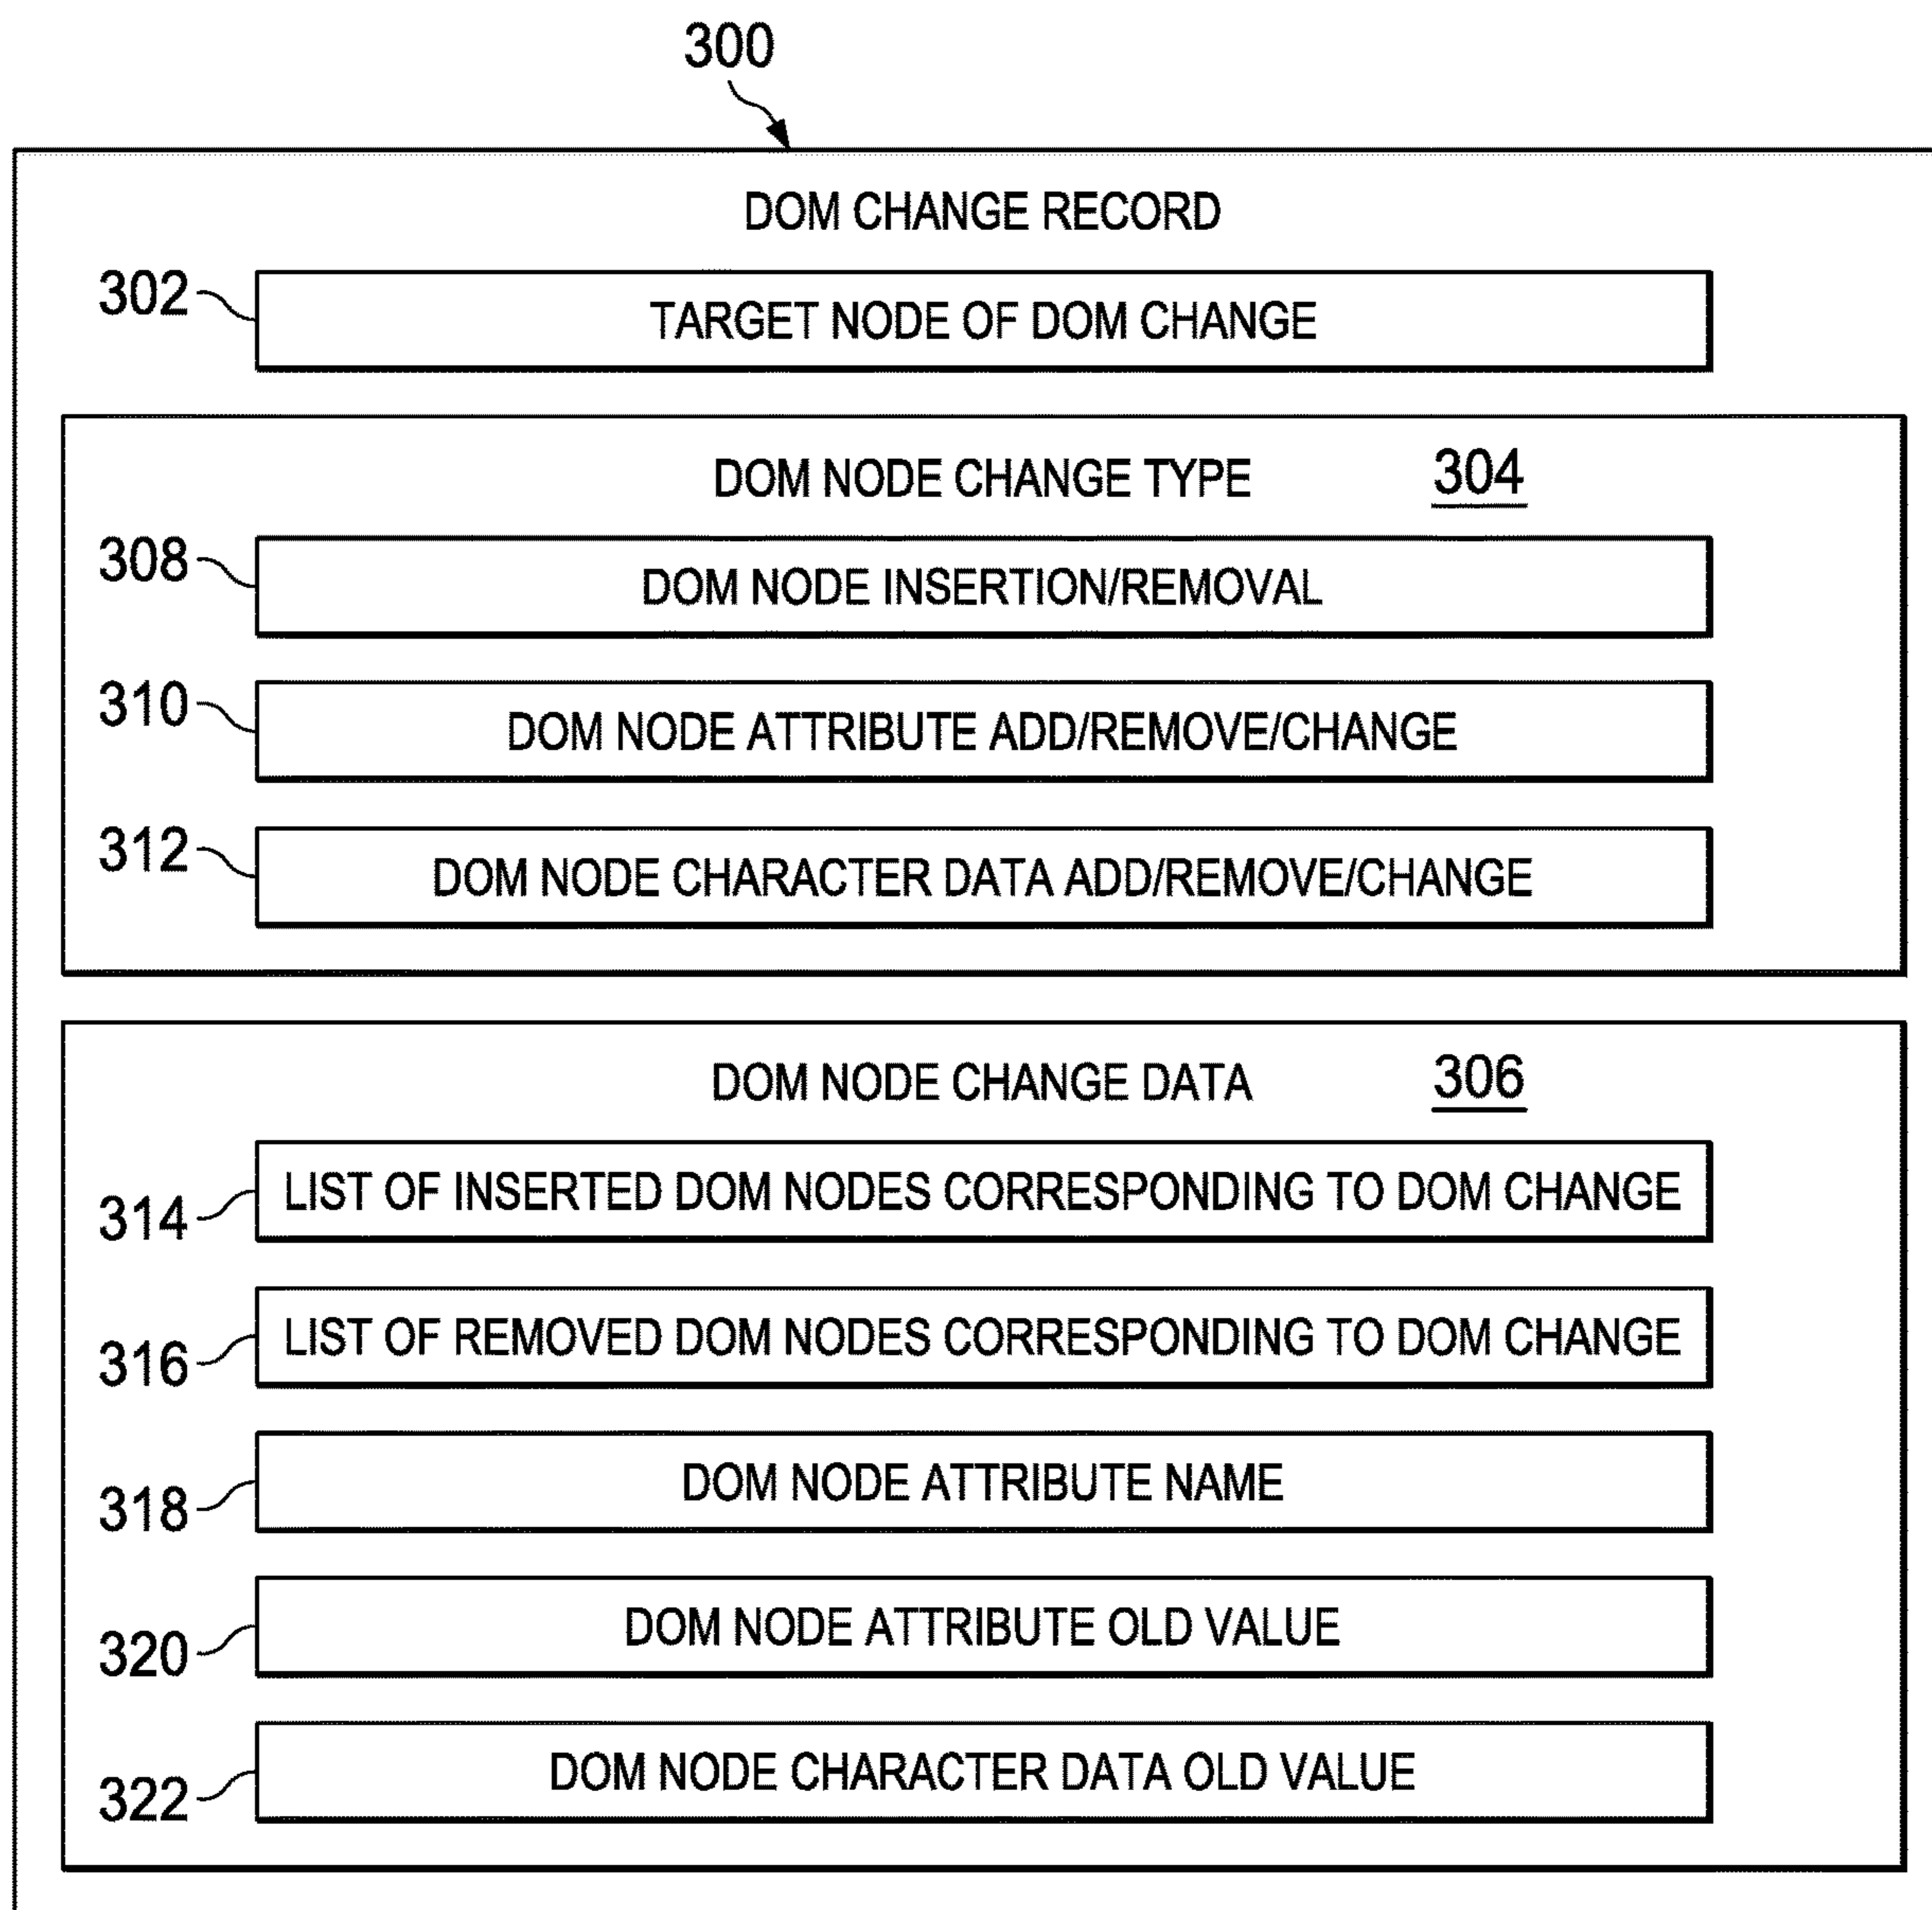 300
DOM CHANGE RECORD
302 TARGET NODE OF DOM CHANGE
DOM NODE CHANGE TYPE 304
308 DOM NODE INSERTION/REMOVAL
310 DOM NODE ATTRIBUTE ADD/REMOVE/CHANGE
312 DOM NODE CHARACTER DATA ADD/REMOVE/CHANGE
DOM NODE CHANGE DATA 306
314 LIST OF INSERTED DOM NODES CORRESPONDING TO DOM CHANGE
316 LIST OF REMOVED DOM NODES CORRESPONDING TO DOM CHANGE
318 DOM NODE ATTRIBUTE NAME
320 DOM NODE ATTRIBUTE OLD VALUE
322 DOM NODE CHARACTER DATA OLD VALUE